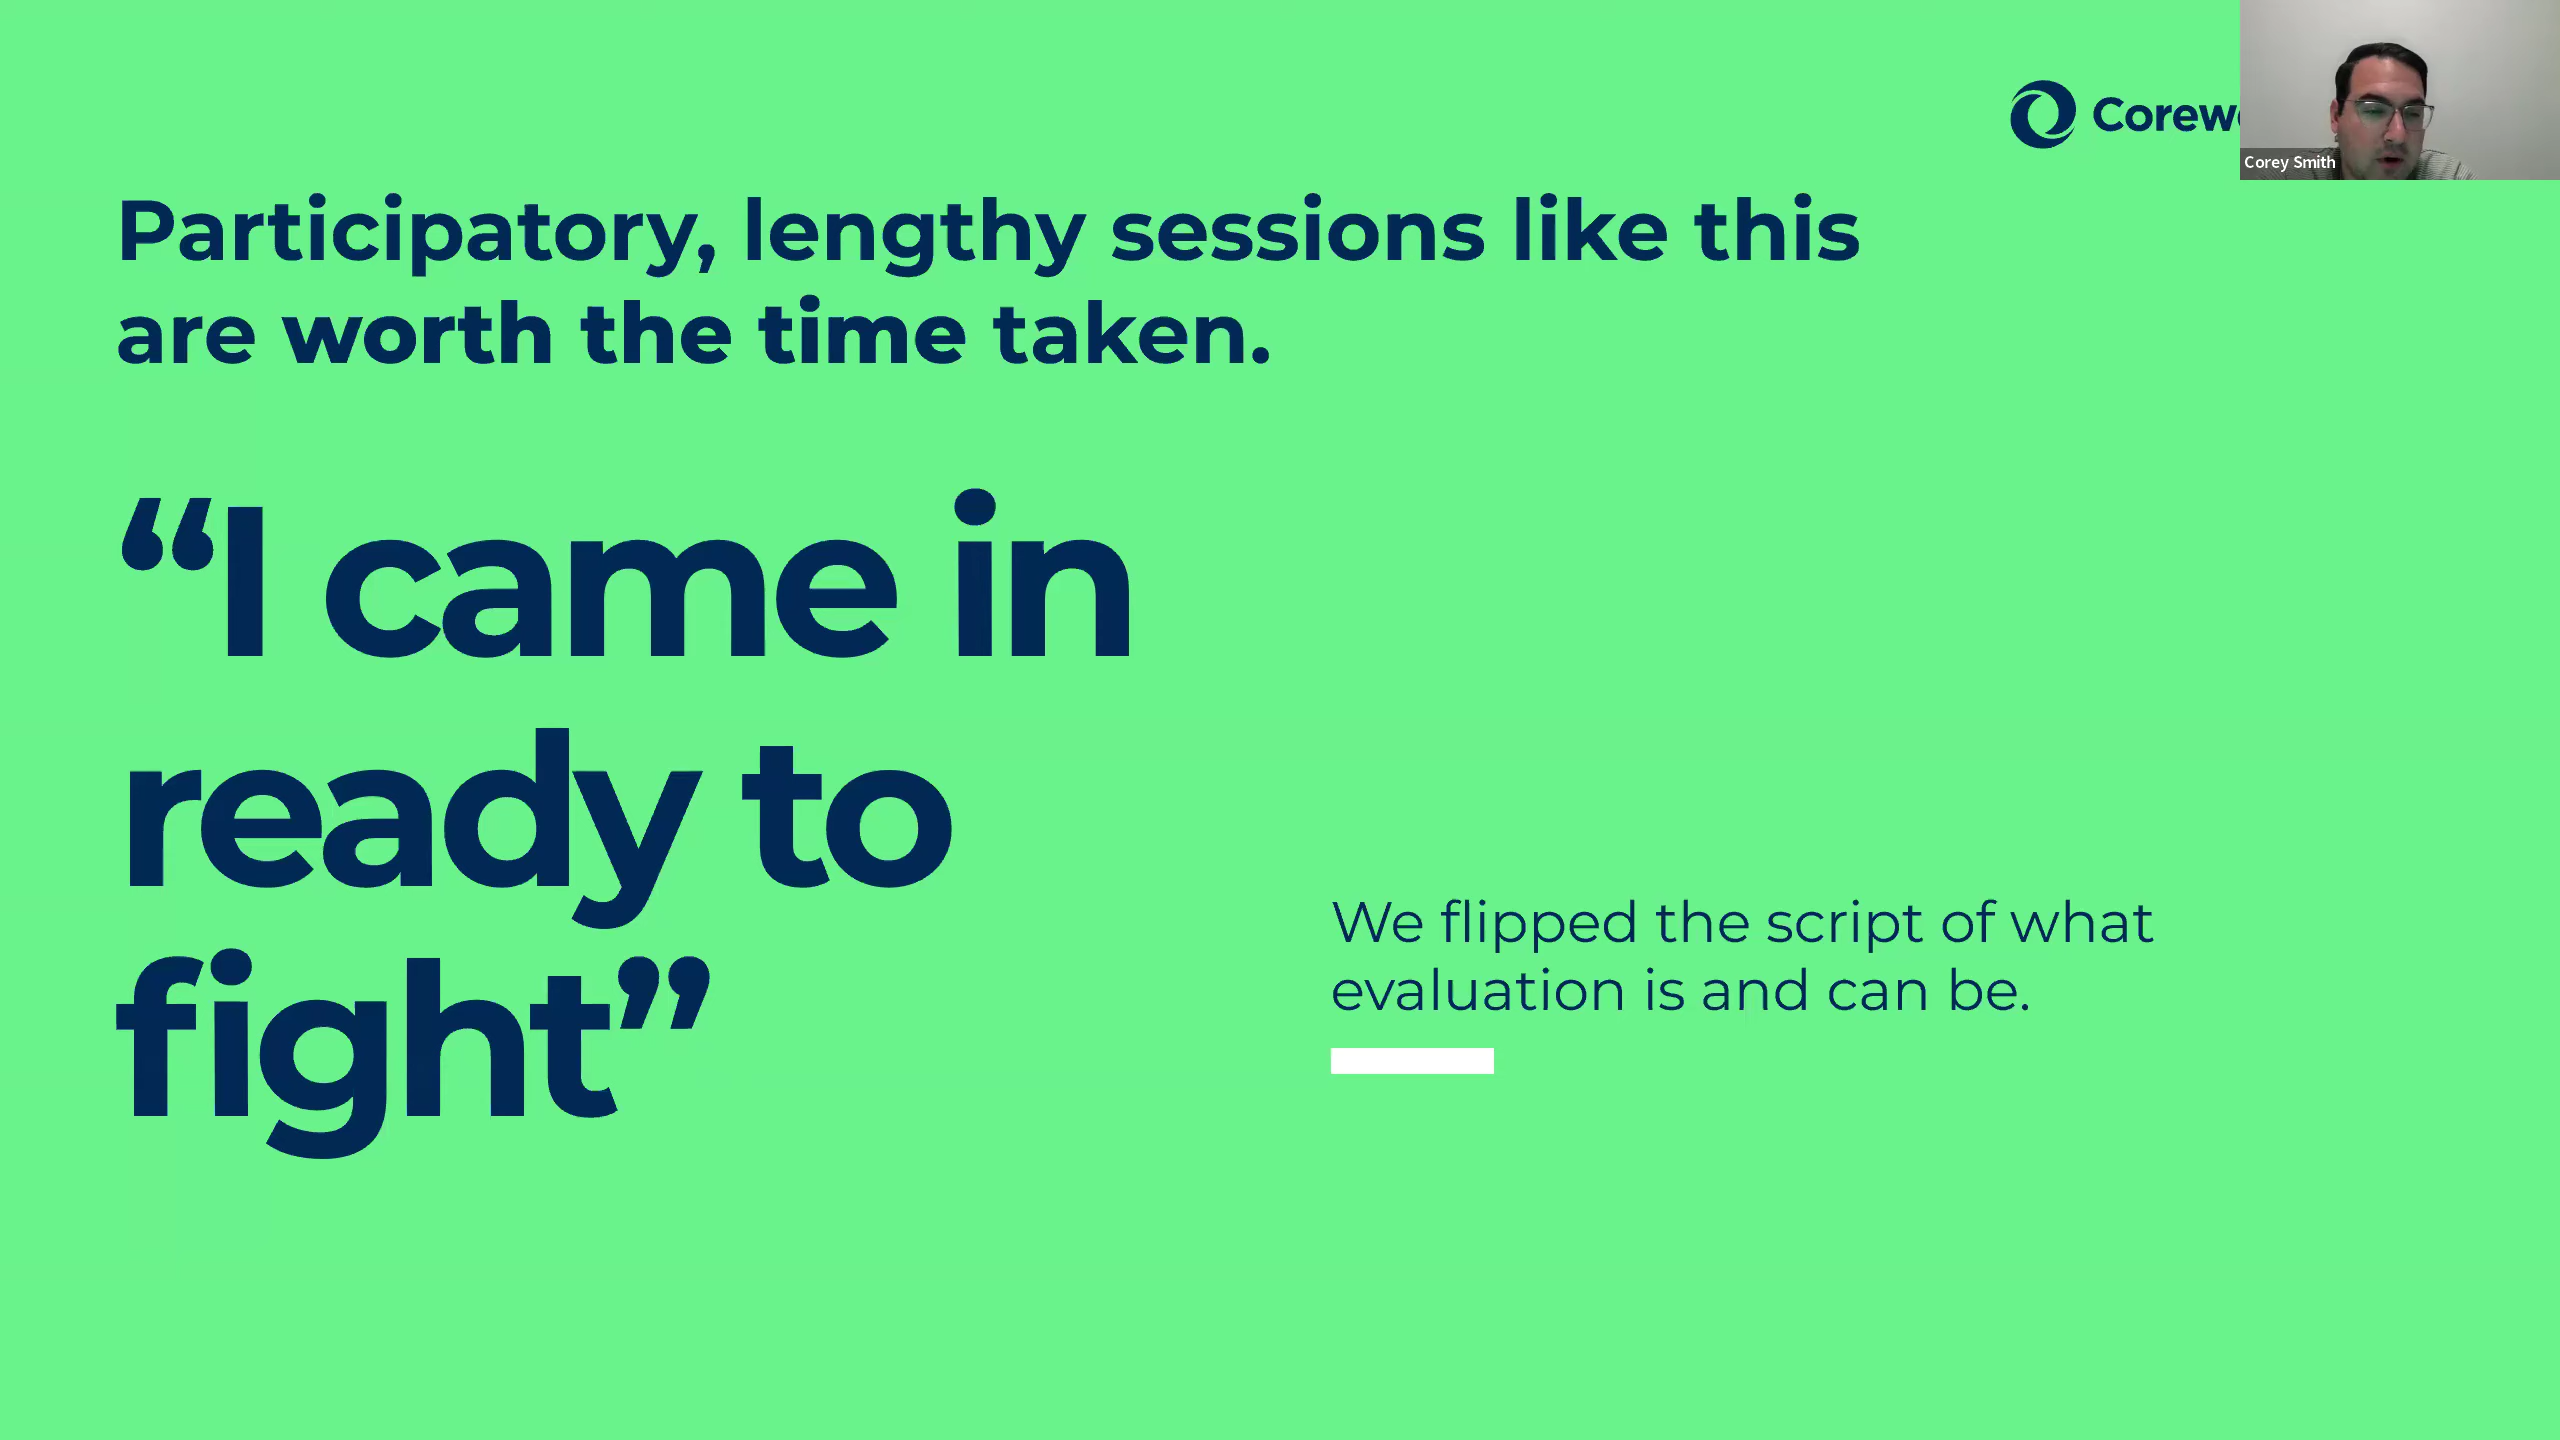 Corey Smith
Participatory, lengthy sessions like this
are worth the time taken.
“I came in
ready to
fight”
We flipped the script of what
evaluation is and can be.